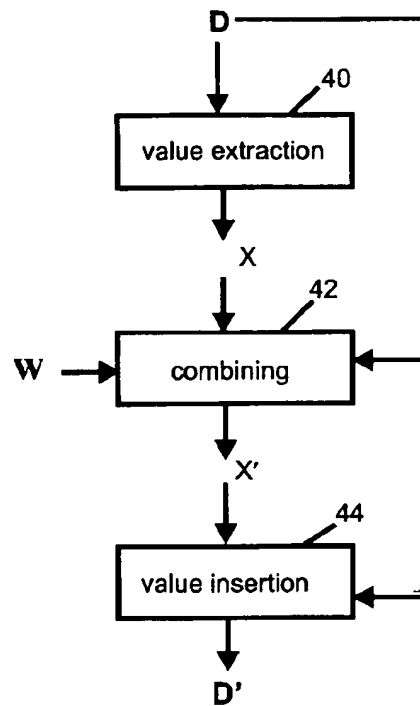 D
40
value extraction
X
42
W
combining
X'
44
value insertion
D'